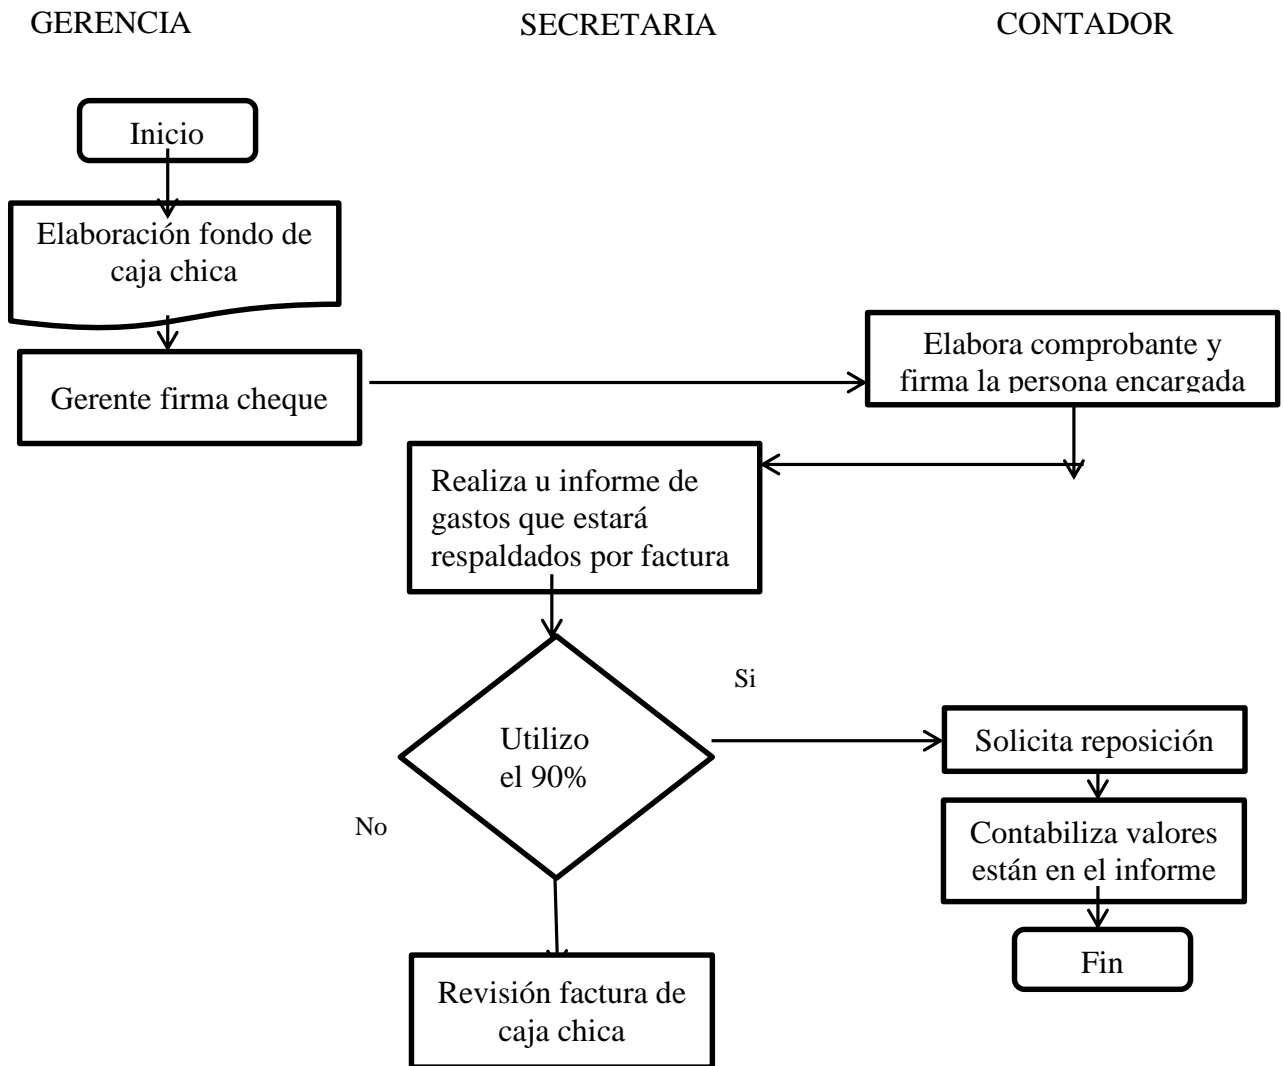 GERENCIA
SECRETARIA
CONTADOR
Inicio
Elaboración fondo de
caja chica
Gerente firma cheque
Elabora comprobante y
firma la persona encargada
Realiza u informe de
gastos que estará
respaldados por factura
Si
Utilizo
el 90%
No
Solicita reposición
Contabiliza valores
están en el informe
Fin
Revisión factura de
caja chica